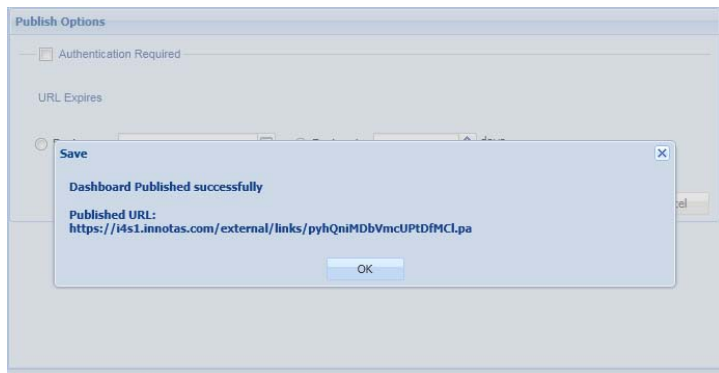 Publish Options
Authentication Required
URL Expires
days
Save
Dashboard Published successfully
Published URL:
https://i4s1.innotas.com/external/links/pyhQniMDbVmcUPtDfMCl.pa
OK